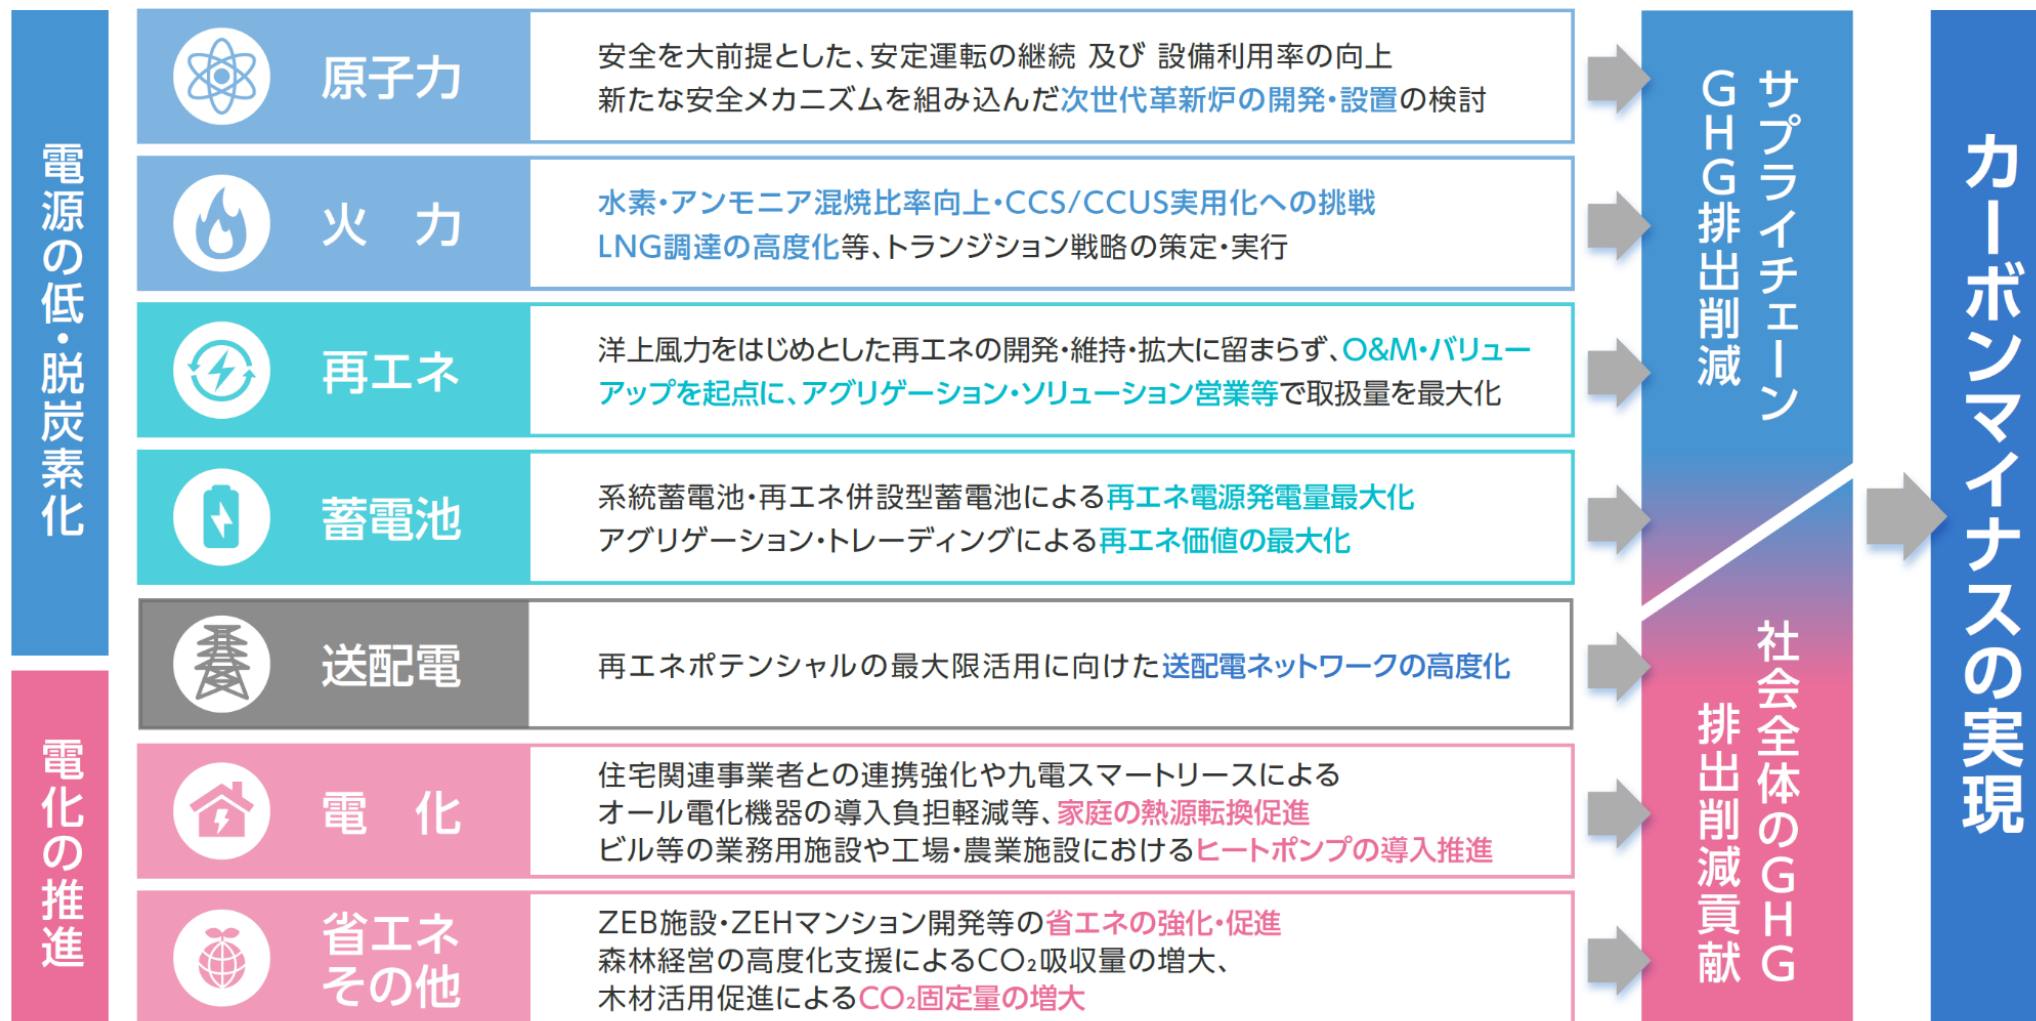 電源の低・脱炭素化
原子力
安全を大前提とした、安定運転の継続 及び 設備利用率の向上
新たな安全メカニズムを組み込んだ次世代革新炉の開発・設置の検討
火 力
水素・アンモニア混焼比率向上・CCS/CCUS実用化への挑戦
LNG調達の高度化等、トランジション戦略の策定・実行
再エネ
洋上風力をはじめとした再エネの開発・維持・拡大に留まらず、O&M・バリュー
アップを起点に、アグリゲーション・ソリューション営業等で取扱量を最大化
蓄電池
系統蓄電池・再エネ併設型蓄電池による再エネ電源発電量最大化
アグリゲーション・トレーディングによる再エネ価値の最大化
送配電
再エネポテンシャルの最大限活用に向けた送配電ネットワークの高度化
電化の推進
電 化
住宅関連事業者との連携強化や九電スマートリースによる
オール電化機器の導入負担軽減等、家庭の熱源転換促進
ビル等の業務用施設や工場・農業施設におけるヒートポンプの導入推進
省エネ
その他
ZEB施設・ZEHマンション開発等の省エネの強化・促進
森林経営の高度化支援によるCO₂吸収量の増大、
木材活用促進によるCO₂固定量の増大
サプライチェーン
GHG排出削減
社会全体のGHG
排出削減貢献
カーボンマイナスの実現